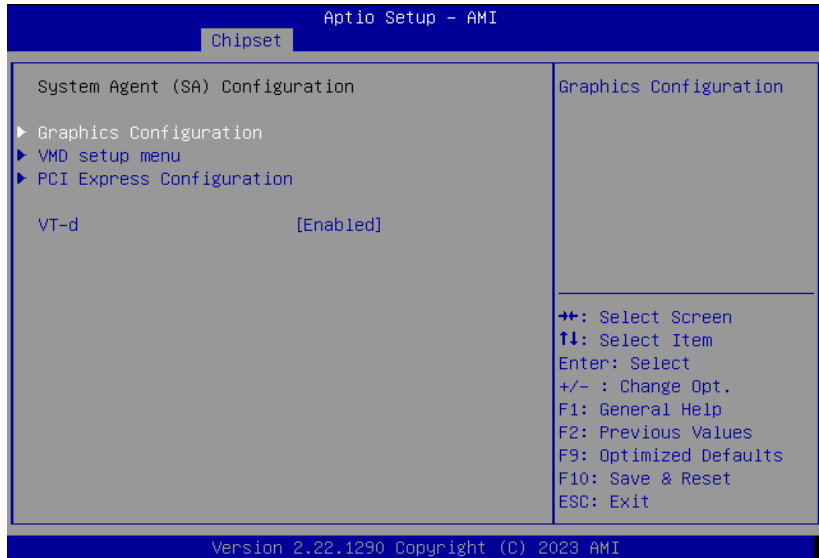 Aptio Setup – AMI
Chipset
System Agent (SA) Configuration
▶ Graphics Configuration
▶ VMD setup menu
▶ PCI Express Configuration
VT-d [Enabled]
Graphics Configuration
→←: Select Screen
↑↓: Select Item
Enter: Select
+/- : Change Opt.
F1: General Help
F2: Previous Values
F9: Optimized Defaults
F10: Save & Reset
ESC: Exit
Version 2.22.1290 Copyright (C) 2023 AMI